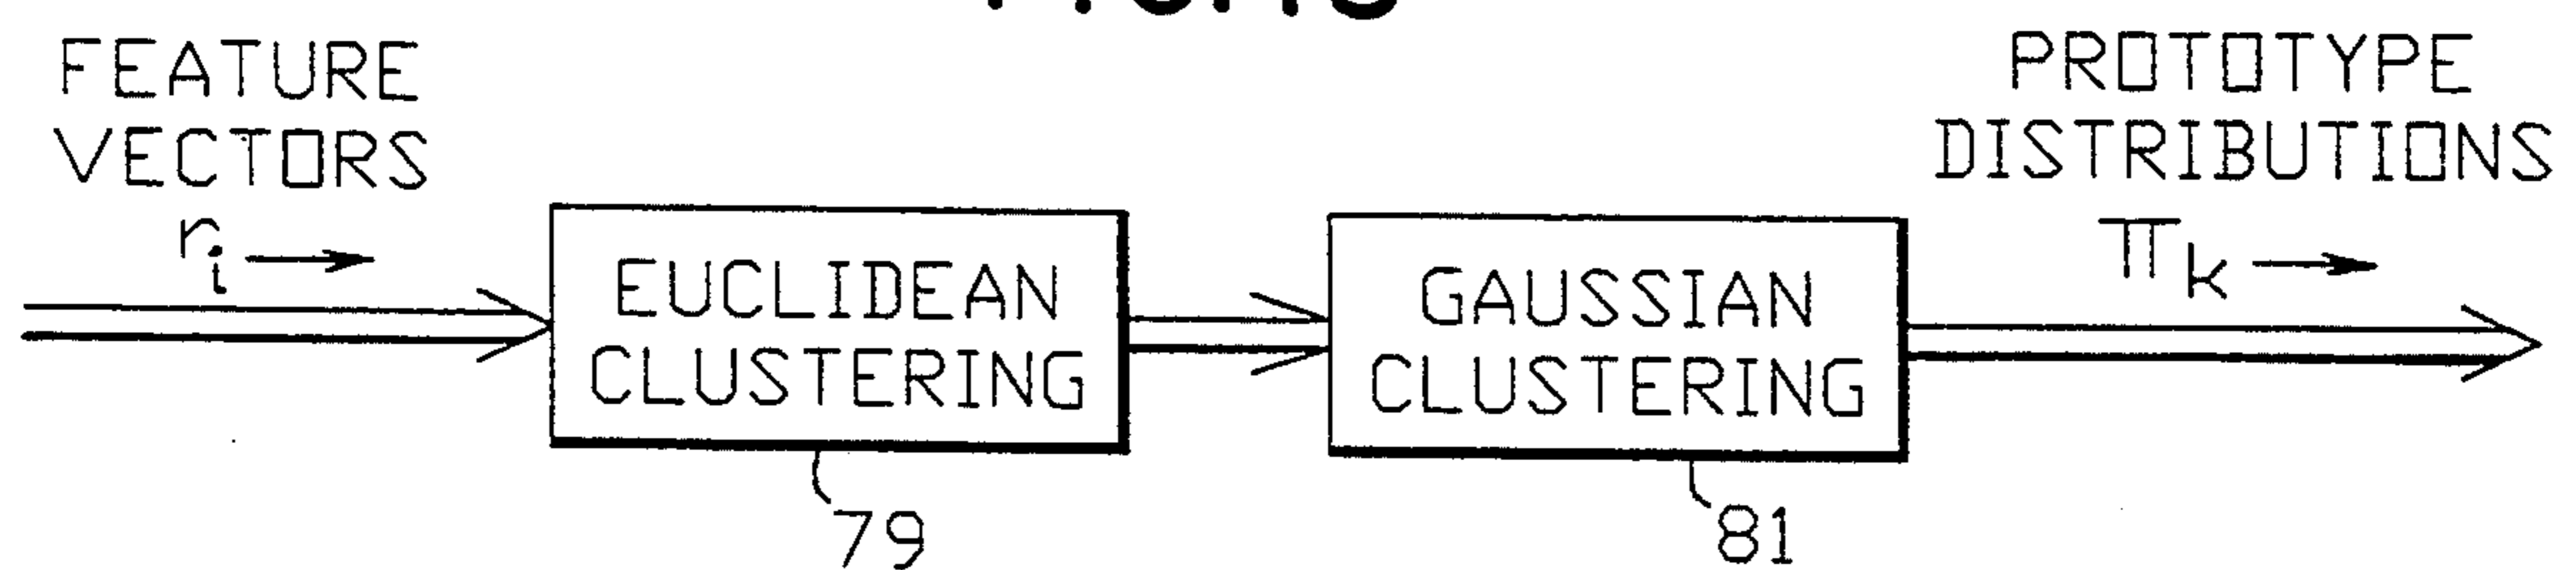 FEATURE
VECTORS
r_i
PROTOTYPE
DISTRIBUTIONS
π_k
EUCLIDEAN
CLUSTERING
GAUSSIAN
CLUSTERING
79
81